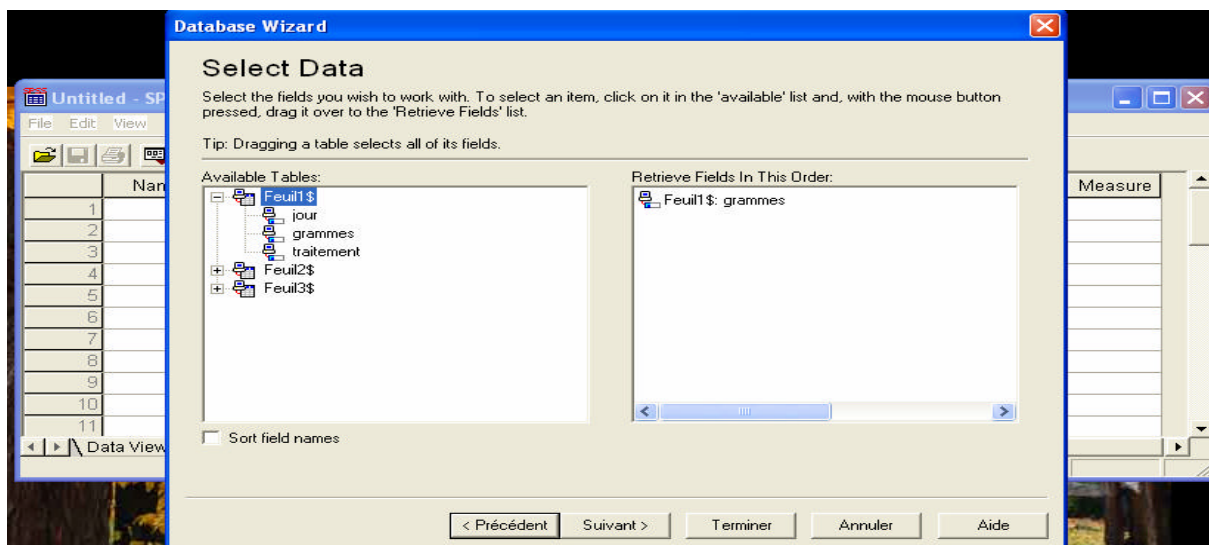 Database Wizard
Select Data
Select the fields you wish to work with. To select an item, click on it in the 'available' list and, with the mouse button
pressed, drag it over to the 'Retrieve Fields' list.
Tip: Dragging a table selects all of its fields.
Available Tables:
Feuil1$
jour
grammes
traitement
Feuil2$
Feuil3$
Sort field names
Retrieve Fields In This Order:
Feuil1$: grammes
< Précédent
Suivant >
Terminer
Annuler
Aide
Untitled - SP
File Edit View
Nan
Measure
1
2
3
4
5
6
7
8
9
10
11
Data View